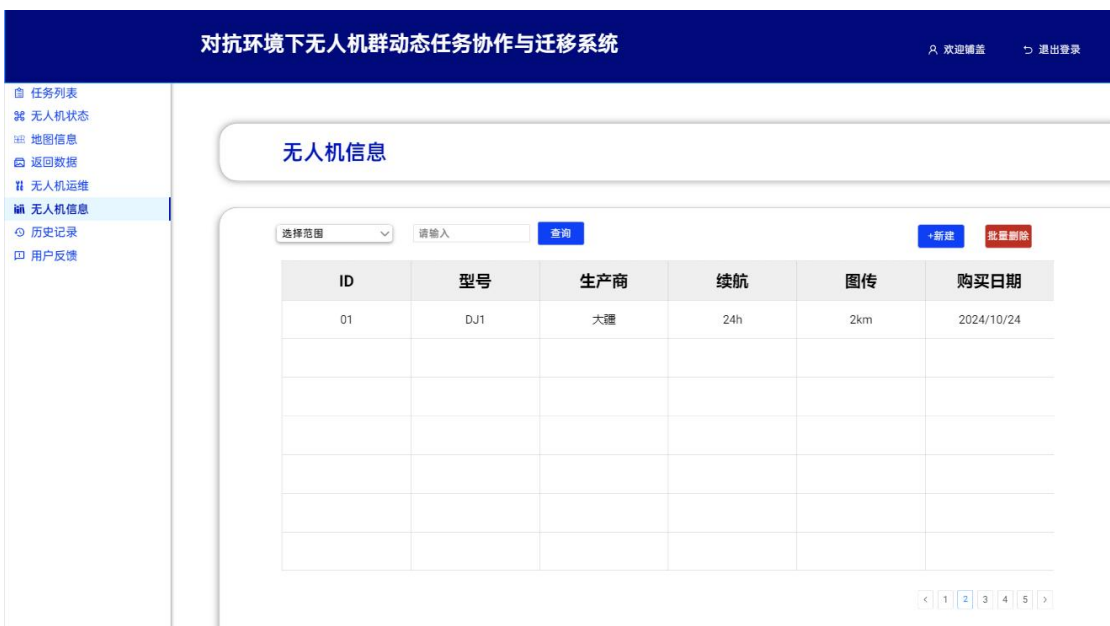 对抗环境下无人机群动态任务协作与迁移系统
欢迎铺盖 退出登录
任务列表
无人机状态
地图信息
返回数据
无人机运维
无人机信息
历史记录
用户反馈
无人机信息
选择范围 请输入 查询 +新建 批量删除
ID 型号 生产商 续航 图传 购买日期
01 DJ1 大疆 24h 2km 2024/10/24
< 1 2 3 4 5 >